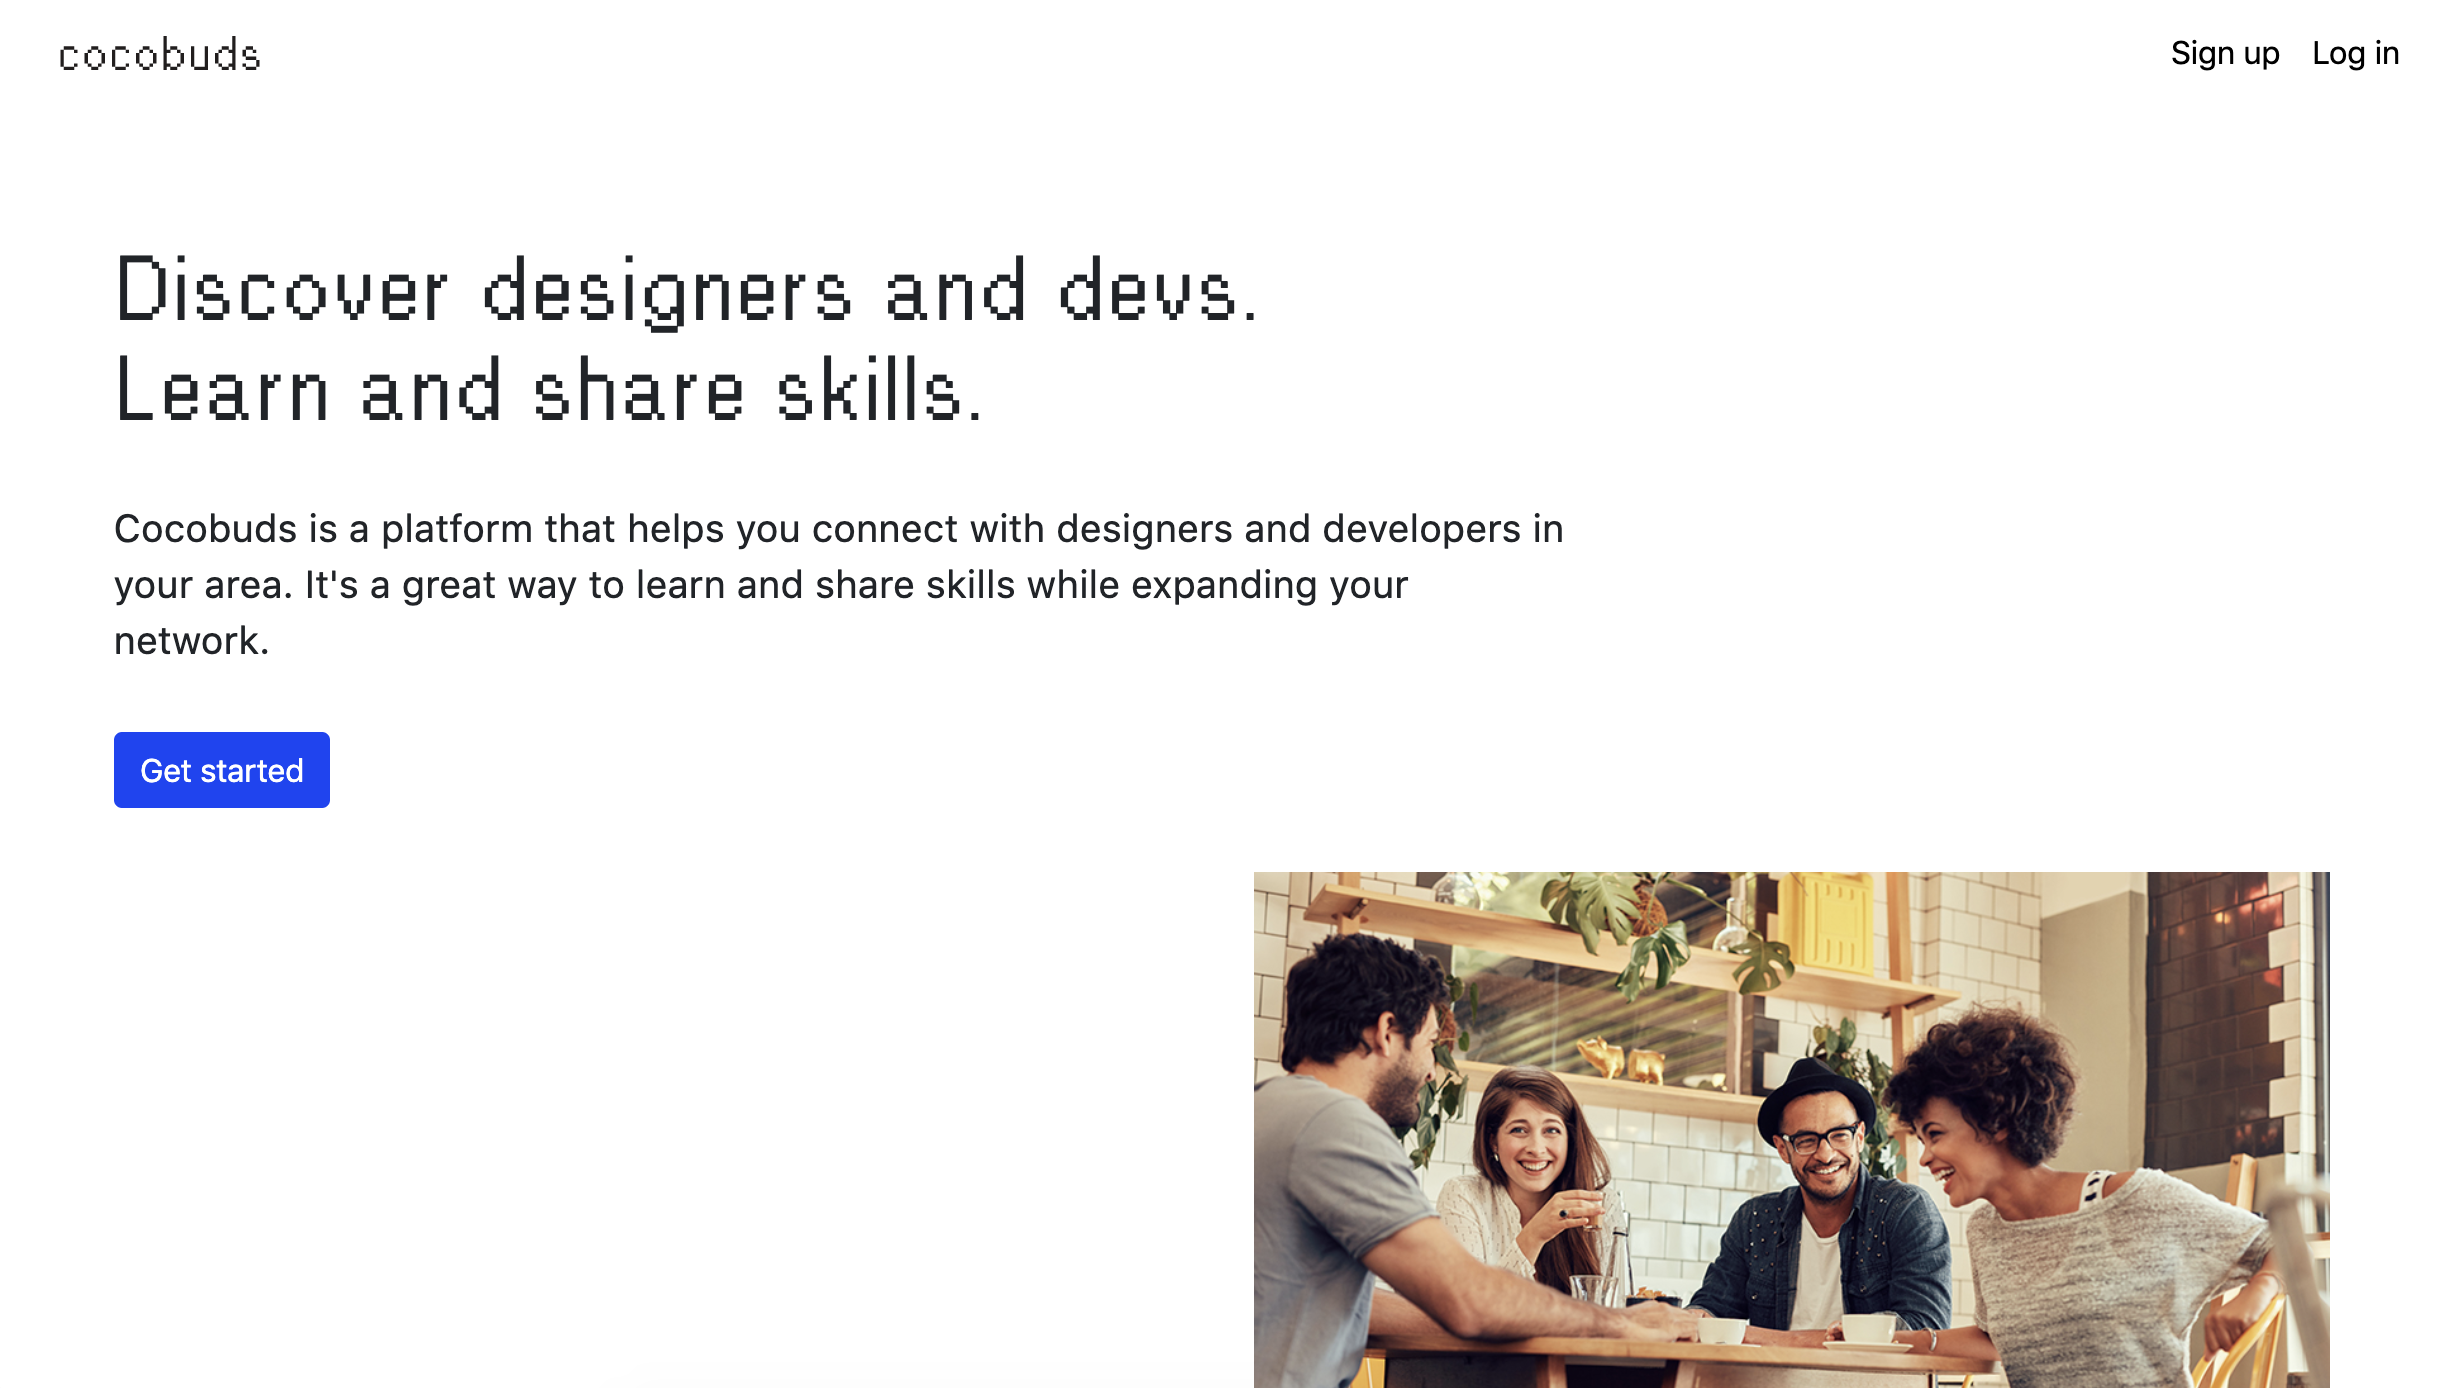 cocobuds
Sign up
Log in
Discover designers and devs.
Learn and share skills.
Cocobuds is a platform that helps you connect with designers and developers in
your area. It's a great way to learn and share skills while expanding your
network.
Get started